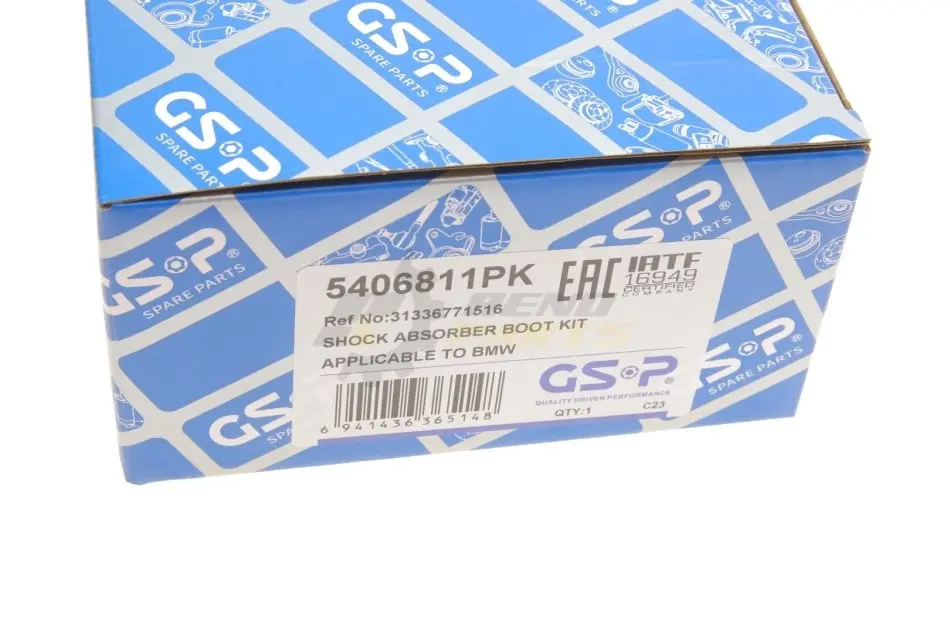 GS·P®
SPARE PARTS
GS·P®
SPARE PARTS
GS·P®
SPARE PARTS
GS·P®
SPARE PARTS
GS·P®
SPARE PARTS
GS·P
5406811PK
EAC
IATF
16949
CERTIFIED
COMPANY
Ref No:31336771516
SHOCK ABSORBER BOOT KIT
APPLICABLE TO BMW
GS·P®
QUALITY DRIVEN PERFORMANCE
QTY:1 C23
6 941436 365148
PARTS